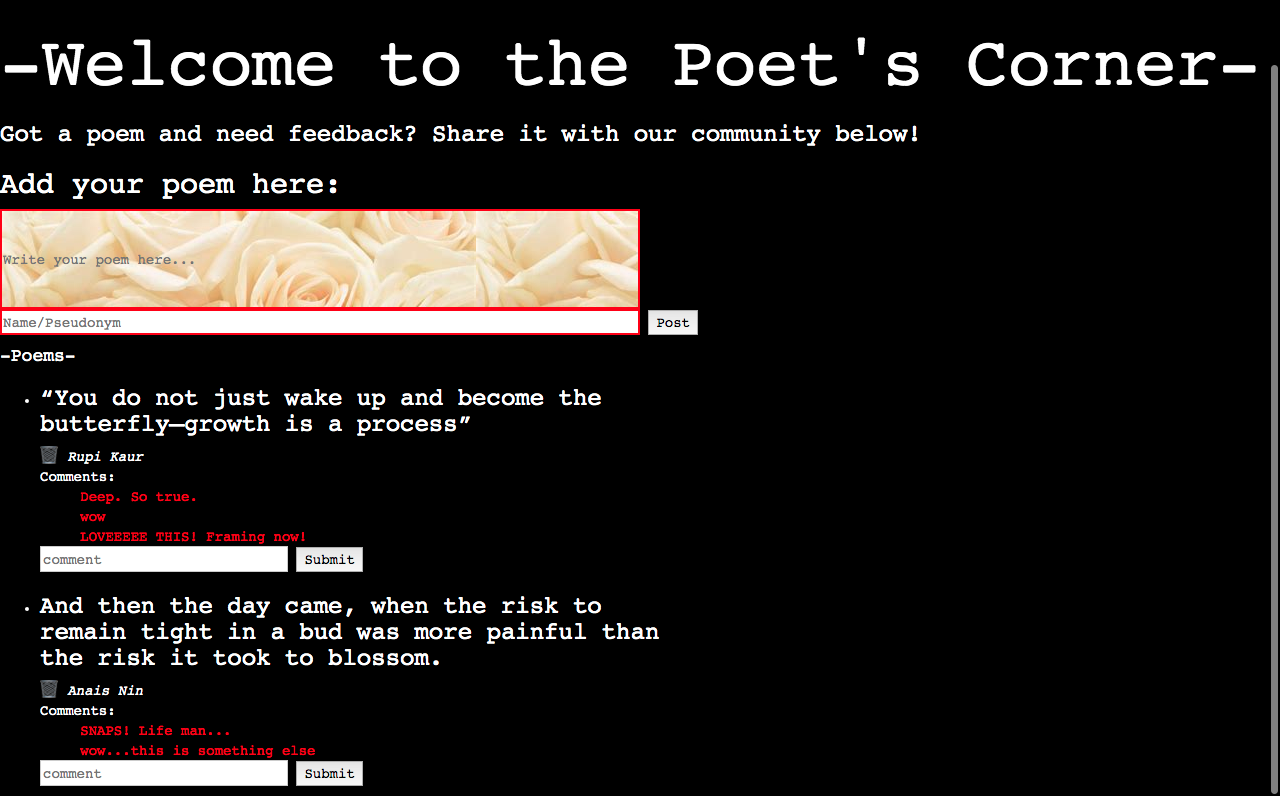 -Welcome to the Poet's Corner-
Got a poem and need feedback? Share it with our community below!
Add your poem here:
Write your poem here...
Name/Pseudonym
Post
-Poems-
“You do not just wake up and become the
butterfly—growth is a process”
Rupi Kaur
Comments:
Deep. So true.
wow
LOVEEEEE THIS! Framing now!
comment
Submit
And then the day came, when the risk to
remain tight in a bud was more painful than
the risk it took to blossom.
Anais Nin
Comments:
SNAPS! Life man...
wow...this is something else
comment
Submit